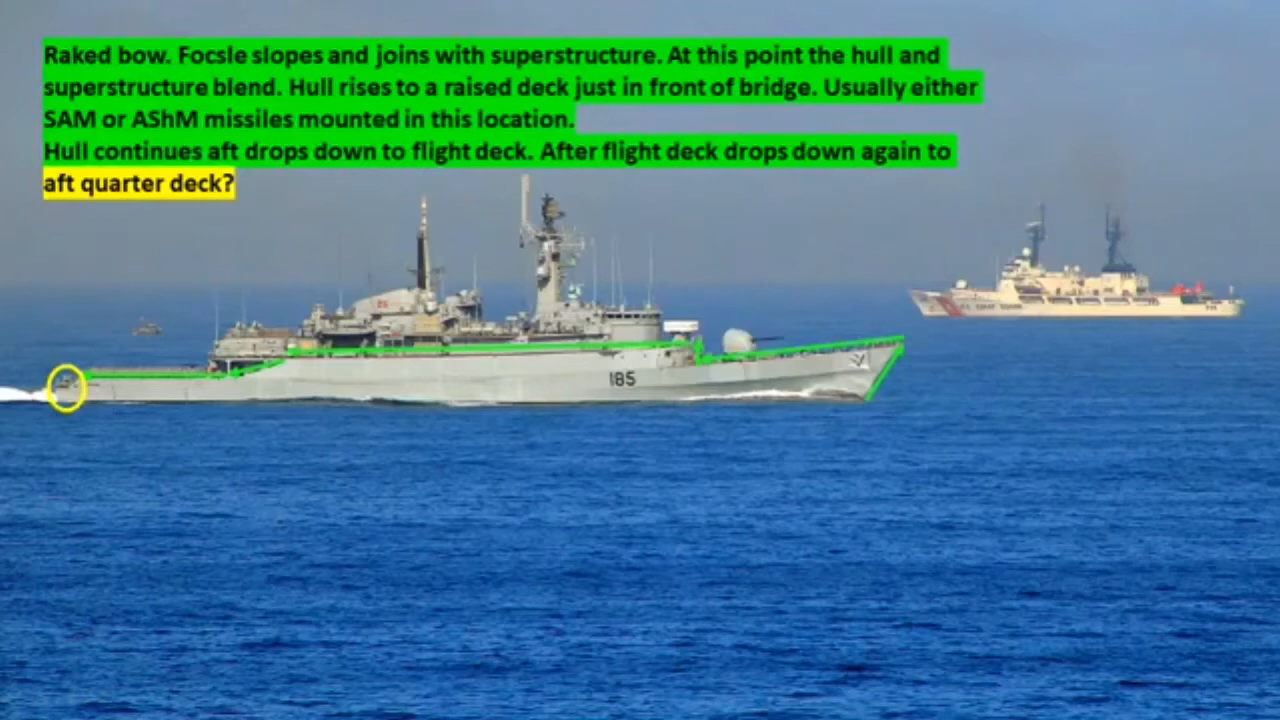 Raked bow. Focsle slopes and joins with superstructure. At this point the hull and
superstructure blend. Hull rises to a raised deck just in front of bridge. Usually either
SAM or AShM missiles mounted in this location.
Hull continues aft drops down to flight deck. After flight deck drops down again to
aft quarter deck?
185